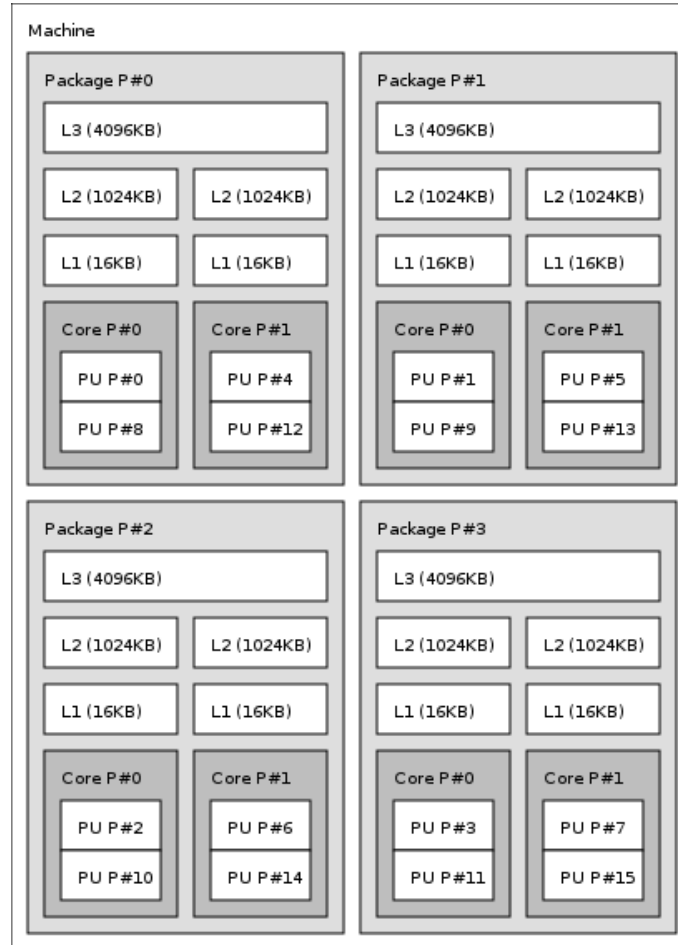 Machine
Package P#0
L3 (4096KB)
L2 (1024KB) L2 (1024KB)
L1 (16KB) L1 (16KB)
Core P#0 Core P#1
PU P#0 PU P#4
PU P#8 PU P#12
Package P#1
L3 (4096KB)
L2 (1024KB) L2 (1024KB)
L1 (16KB) L1 (16KB)
Core P#0 Core P#1
PU P#1 PU P#5
PU P#9 PU P#13
Package P#2
L3 (4096KB)
L2 (1024KB) L2 (1024KB)
L1 (16KB) L1 (16KB)
Core P#0 Core P#1
PU P#2 PU P#6
PU P#10 PU P#14
Package P#3
L3 (4096KB)
L2 (1024KB) L2 (1024KB)
L1 (16KB) L1 (16KB)
Core P#0 Core P#1
PU P#3 PU P#7
PU P#11 PU P#15